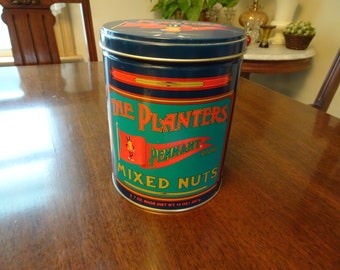 THE PLANTERS
PENNANT
MIXED NUTS